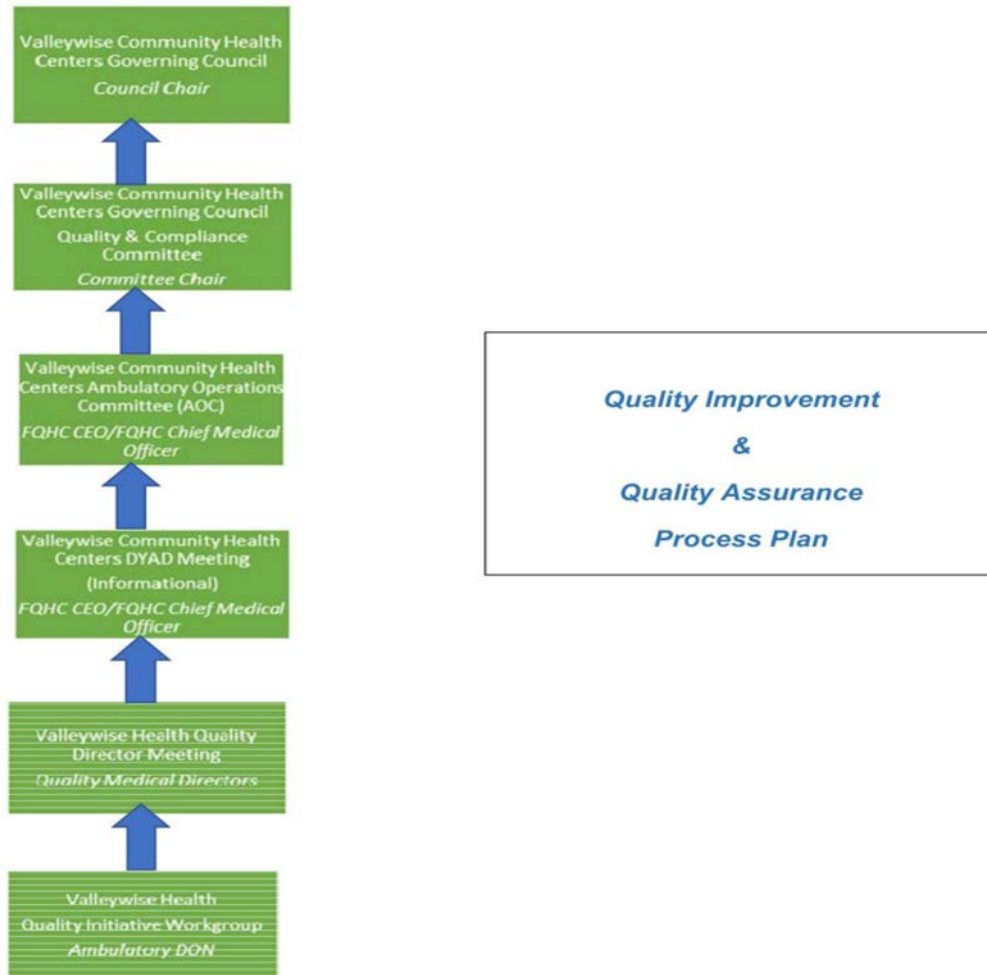 Valleywise Community Health
Centers Governing Council
Council Chair
Valleywise Community Health
Centers Governing Council
Quality & Compliance
Committee
Committee Chair
Valleywise Community Health
Centers Ambulatory Operations
Committee (AOC)
FQHC CEO/FQHC Chief Medical
Officer
Valleywise Community Health
Centers DYAD Meeting
(Informational)
FQHC CEO/FQHC Chief Medical
Officer
Valleywise Health Quality
Director Meeting
Quality Medical Directors
Valleywise Health
Quality Initiative Workgroup
Ambulatory DON
Quality Improvement
&
Quality Assurance
Process Plan